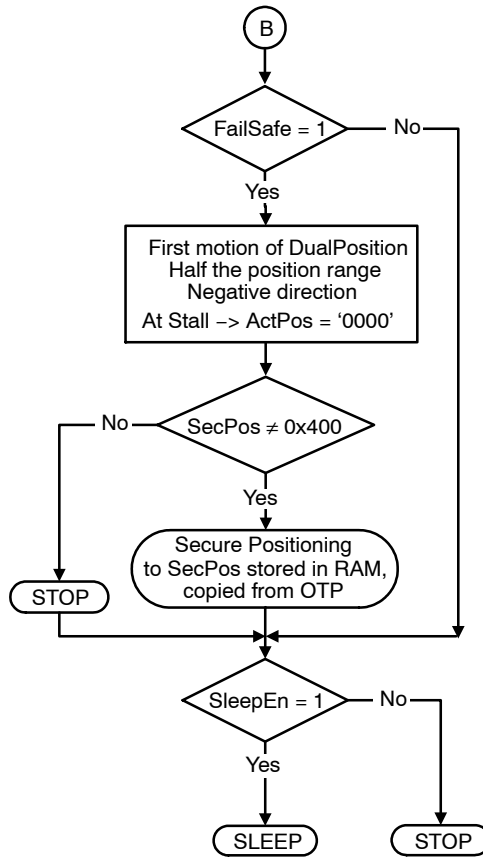 B
FailSafe = 1
No
Yes
First motion of DualPosition
Half the position range
Negative direction
At Stall −> ActPos = ‘0000’
No
SecPos ≠ 0x400
Yes
Secure Positioning
to SecPos stored in RAM,
copied from OTP
STOP
SleepEn = 1
No
Yes
SLEEP
STOP